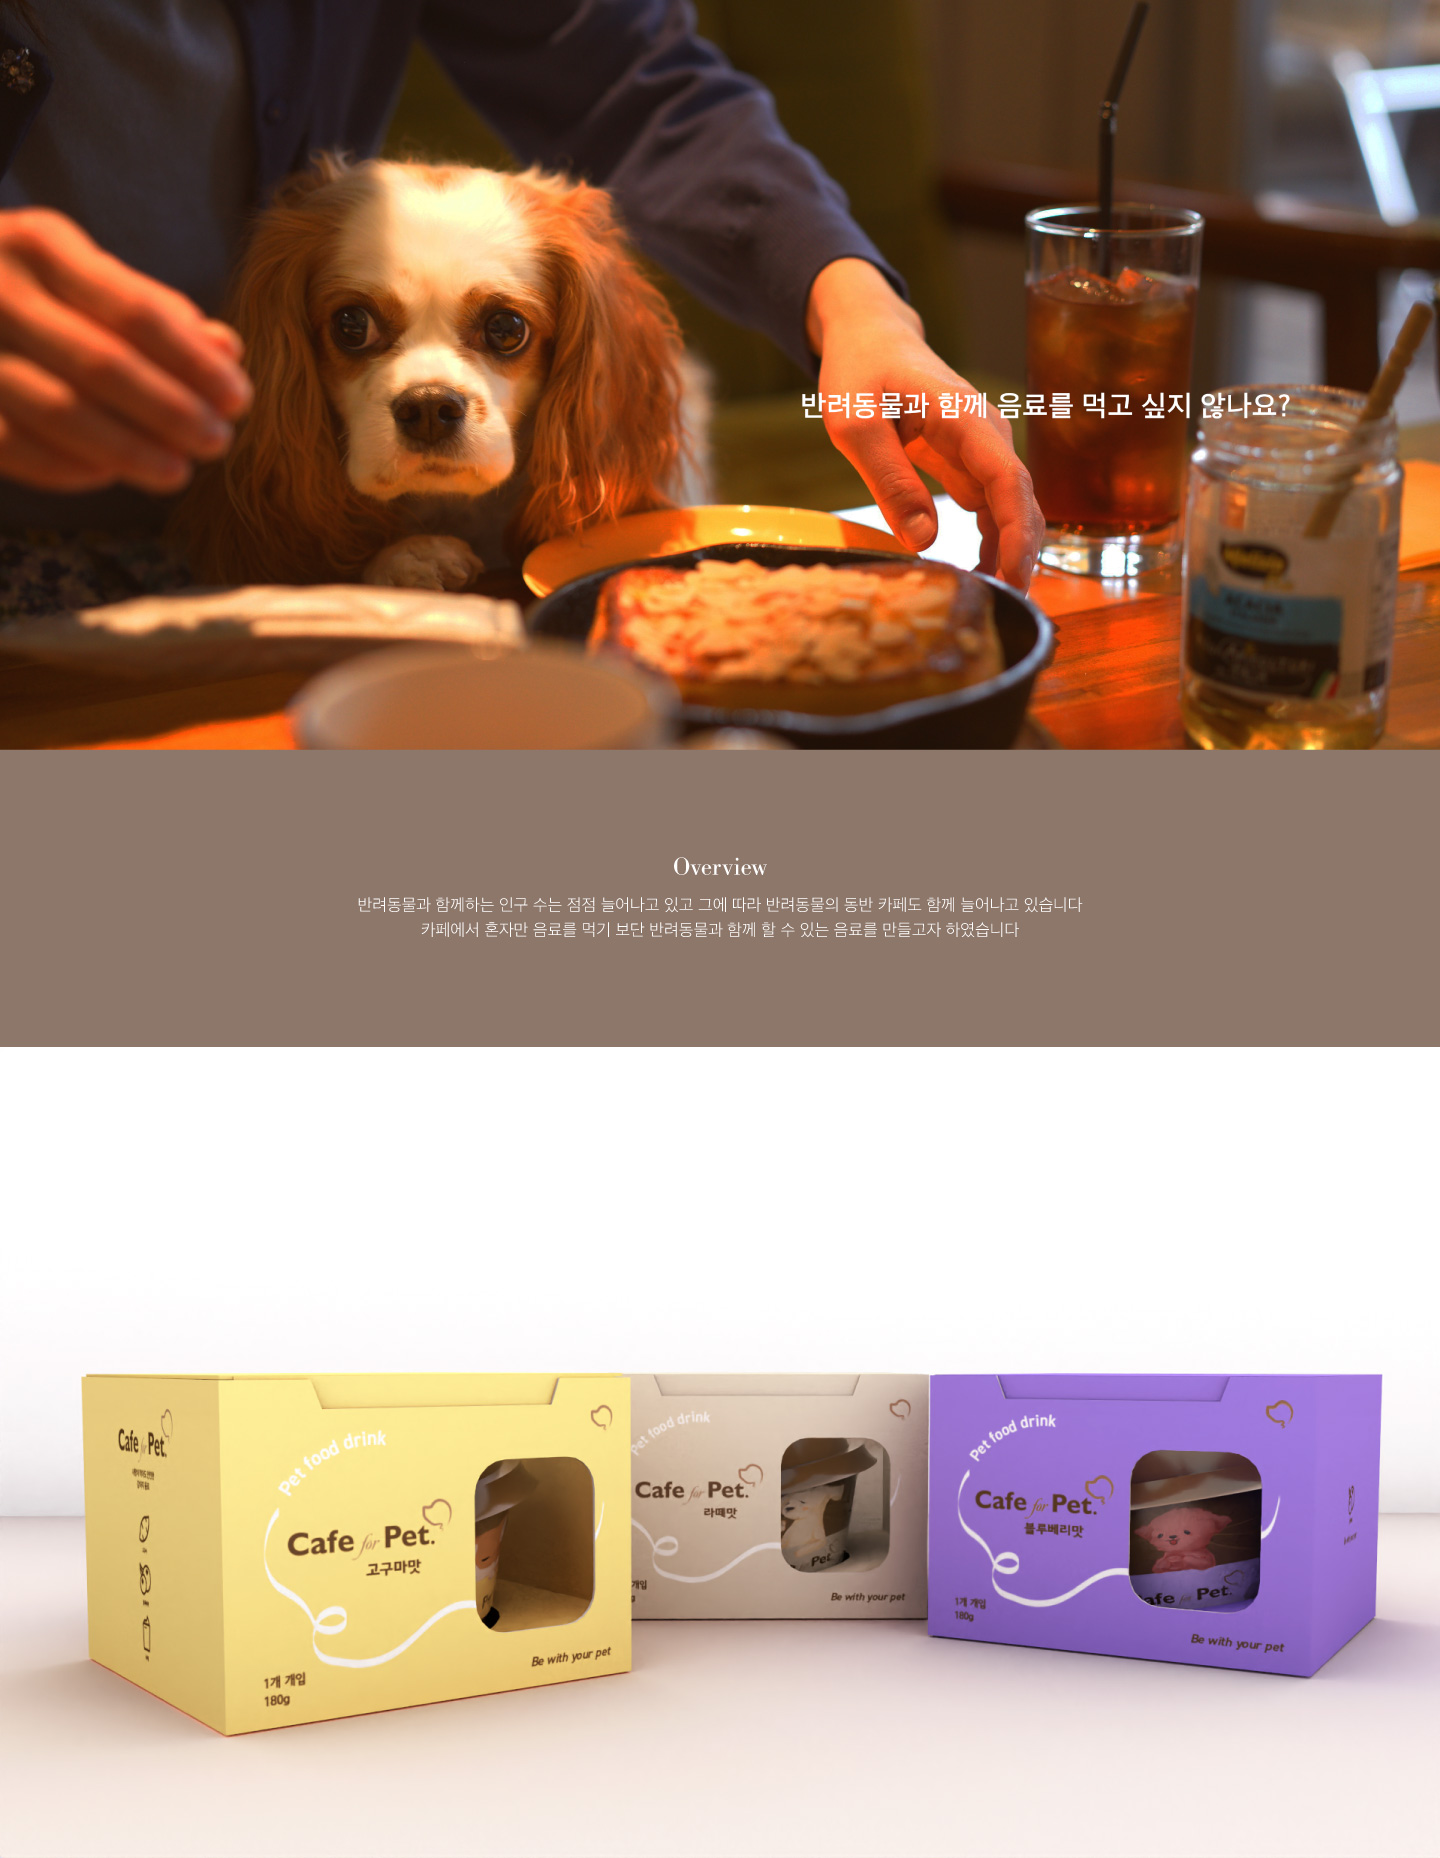 반려동물과 함께 음료를 먹고 싶지 않나요?
ACACIA
Overview
반려동물과 함께하는 인구 수는 점점 늘어나고 있고 그에 따라 반려동물의 동반 카페도 함께 늘어나고 있습니다
카페에서 혼자만 음료를 먹기 보단 반려동물과 함께 할 수 있는 음료를 만들고자 하였습니다
Cafe for Pet.
Pet food drink
Cafe for Pet.
고구마맛
1개 개입
180g
Be with your pet
Pet food drink
Cafe for Pet.
라떼맛
Pet
Be with your pet
Pet food drink
Cafe for Pet.
블루베리맛
Pet.
1개 개입
180g
Be with your pet